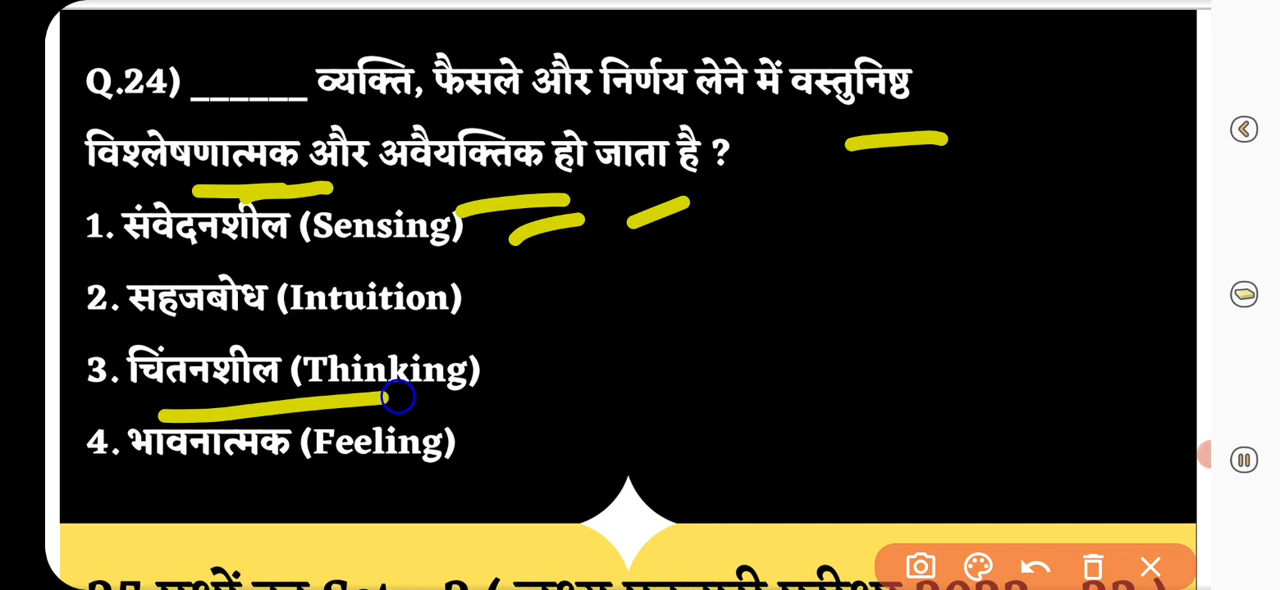 Q.24) ______ व्यक्ति, फैसले और निर्णय लेने में वस्तुनिष्ठ
विश्लेषणात्मक और अवैयक्तिक हो जाता है ?
1. संवेदनशील (Sensing)
2. सहजबोध (Intuition)
3. चिंतनशील (Thinking)
4. भावनात्मक (Feeling)